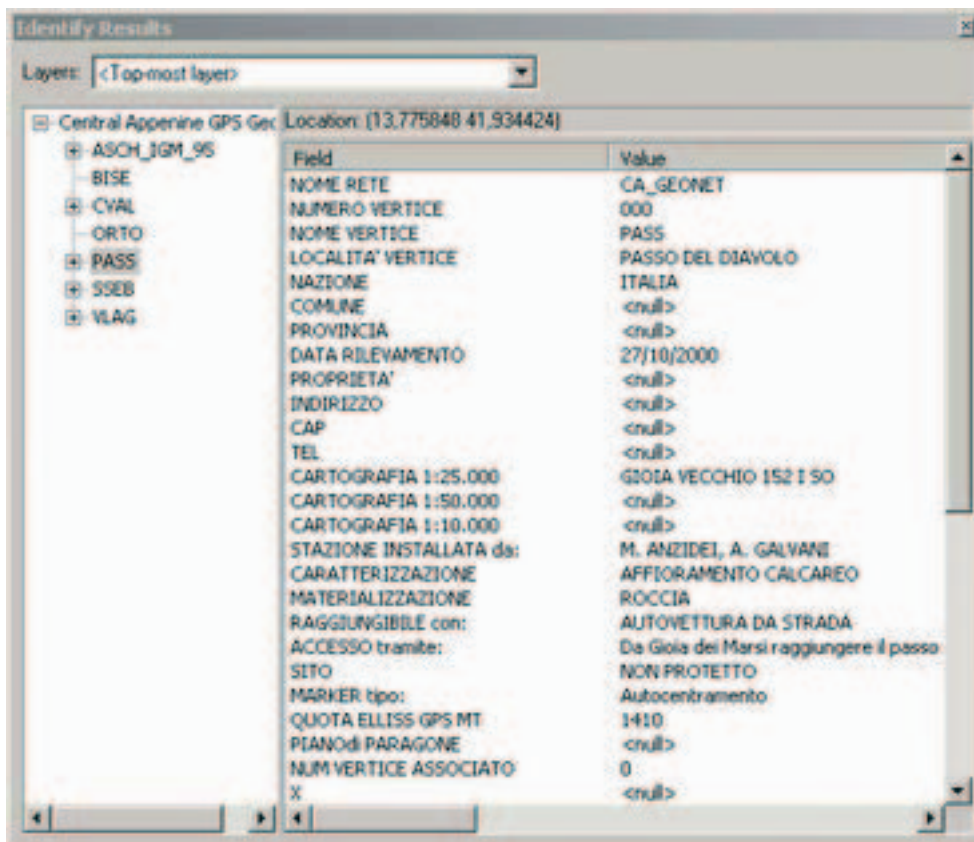 Identify Results
Layers: <Top-most layer>
Central Appenine GPS Geo
ASCH_IGM_95
BISE
CVAL
ORTO
PASS
SSEB
VLAG
Location: (13,775848 41,934424)
Field Value
NOME RETE CA_GEONET
NUMERO VERTICE 000
NOME VERTICE PASS
LOCALITA' VERTICE PASSO DEL DIAVOLO
NAZIONE ITALIA
COMUNE <null>
PROVINCIA <null>
DATA RILEVAMENTO 27/10/2000
PROPRIETA' <null>
INDIRIZZO <null>
CAP <null>
TEL <null>
CARTOGRAFIA 1:25.000 GIOIA VECCHIO 152 I SO
CARTOGRAFIA 1:50.000 <null>
CARTOGRAFIA 1:10.000 <null>
STAZIONE INSTALLATA da: M. ANZIDEI, A. GALVANI
CARATTERIZZAZIONE AFFIORAMENTO CALCAREO
MATERIALIZZAZIONE ROCCIA
RAGGIUNGIBILE con: AUTOVETTURA DA STRADA
ACCESSO tramite: Da Gioia dei Marsi raggiungere il passo
SITO NON PROTETTO
MARKER tipo: Autocentramento
QUOTA ELLISS GPS MT 1410
PIANOdi PARAGONE <null>
NUM VERTICE ASSOCIATO 0
X <null>